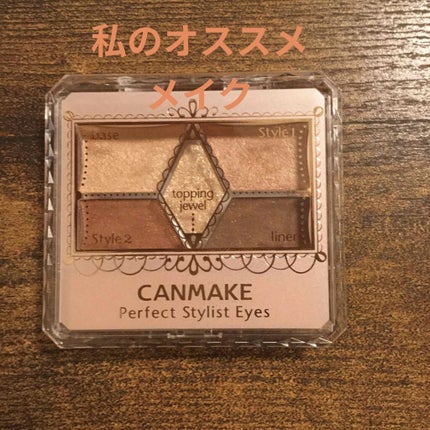 私のオススメ
メイク
base
Style1
topping
jewel
Style2
liner
CANMAKE
Perfect Stylist Eyes